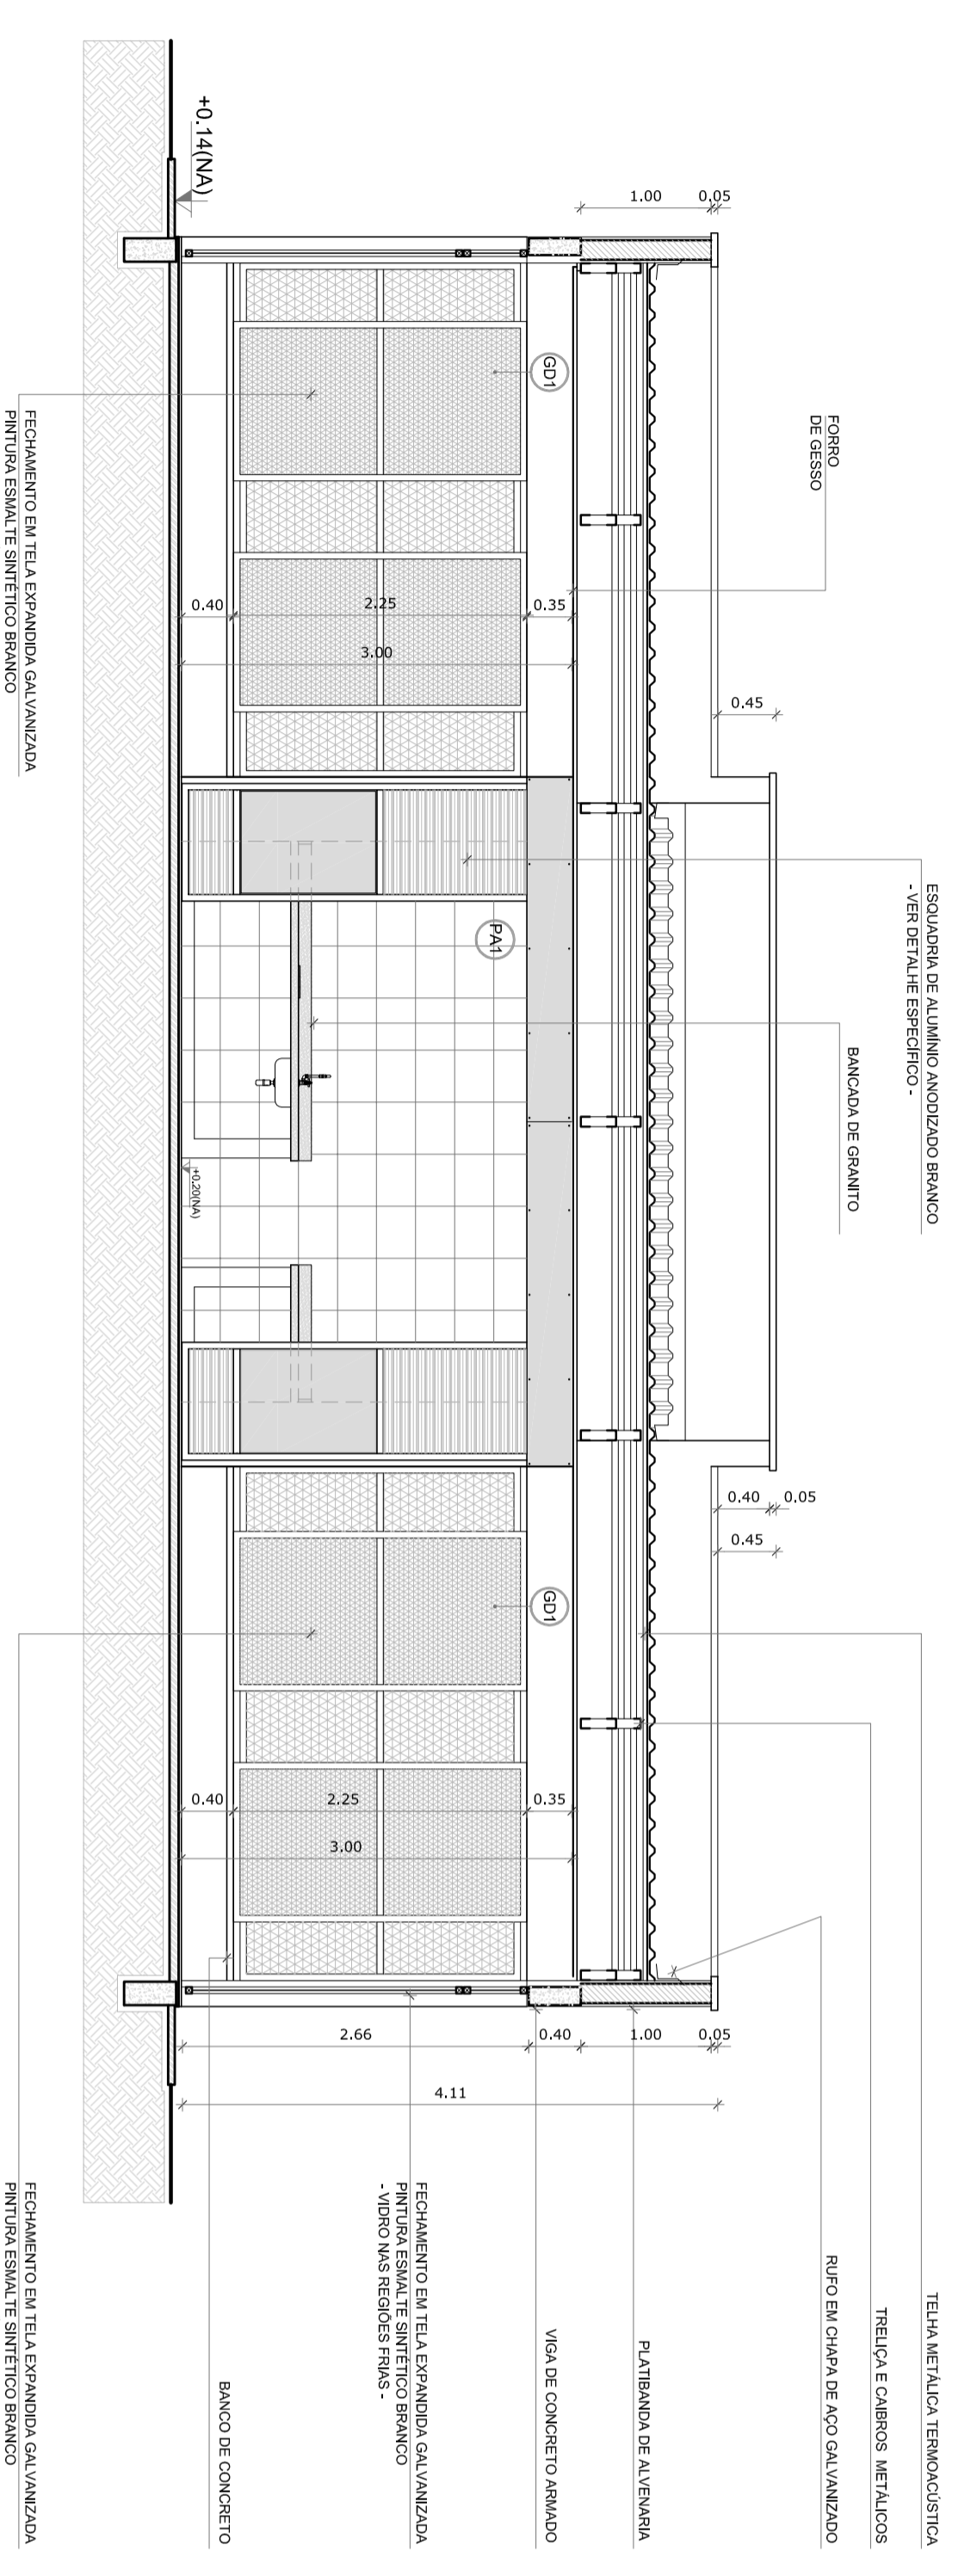 ESQUADRIA DE ALUMÍNIO ANODIZADO BRANCO
- VER DETALHE ESPECÍFICO -
BANCADA DE GRANITO
FORRO
DE GESSO
TELHA METÁLICA TERMOACÚSTICA
TRELIÇA E CAIBROS METÁLICOS
RUFO EM CHAPA DE AÇO GALVANIZADO
PLATIBANDA DE ALVENARIA
VIGA DE CONCRETO ARMADO
FECHAMENTO EM TELA EXPANDIDA GALVANIZADA
PINTURA ESMALTE SINTÉTICO BRANCO
- VIDRO NAS REGIÕES FRIAS -
BANCO DE CONCRETO
FECHAMENTO EM TELA EXPANDIDA GALVANIZADA
PINTURA ESMALTE SINTÉTICO BRANCO
FECHAMENTO EM TELA EXPANDIDA GALVANIZADA
PINTURA ESMALTE SINTÉTICO BRANCO
+0.14(NA)
+0.20(NA)
GD1
PA1
GD1
1.00
0.05
0.45
0.40
2.25
0.35
3.00
0.40
0.05
0.45
0.40
2.25
0.35
3.00
2.66
0.40
1.00
0.05
4.11